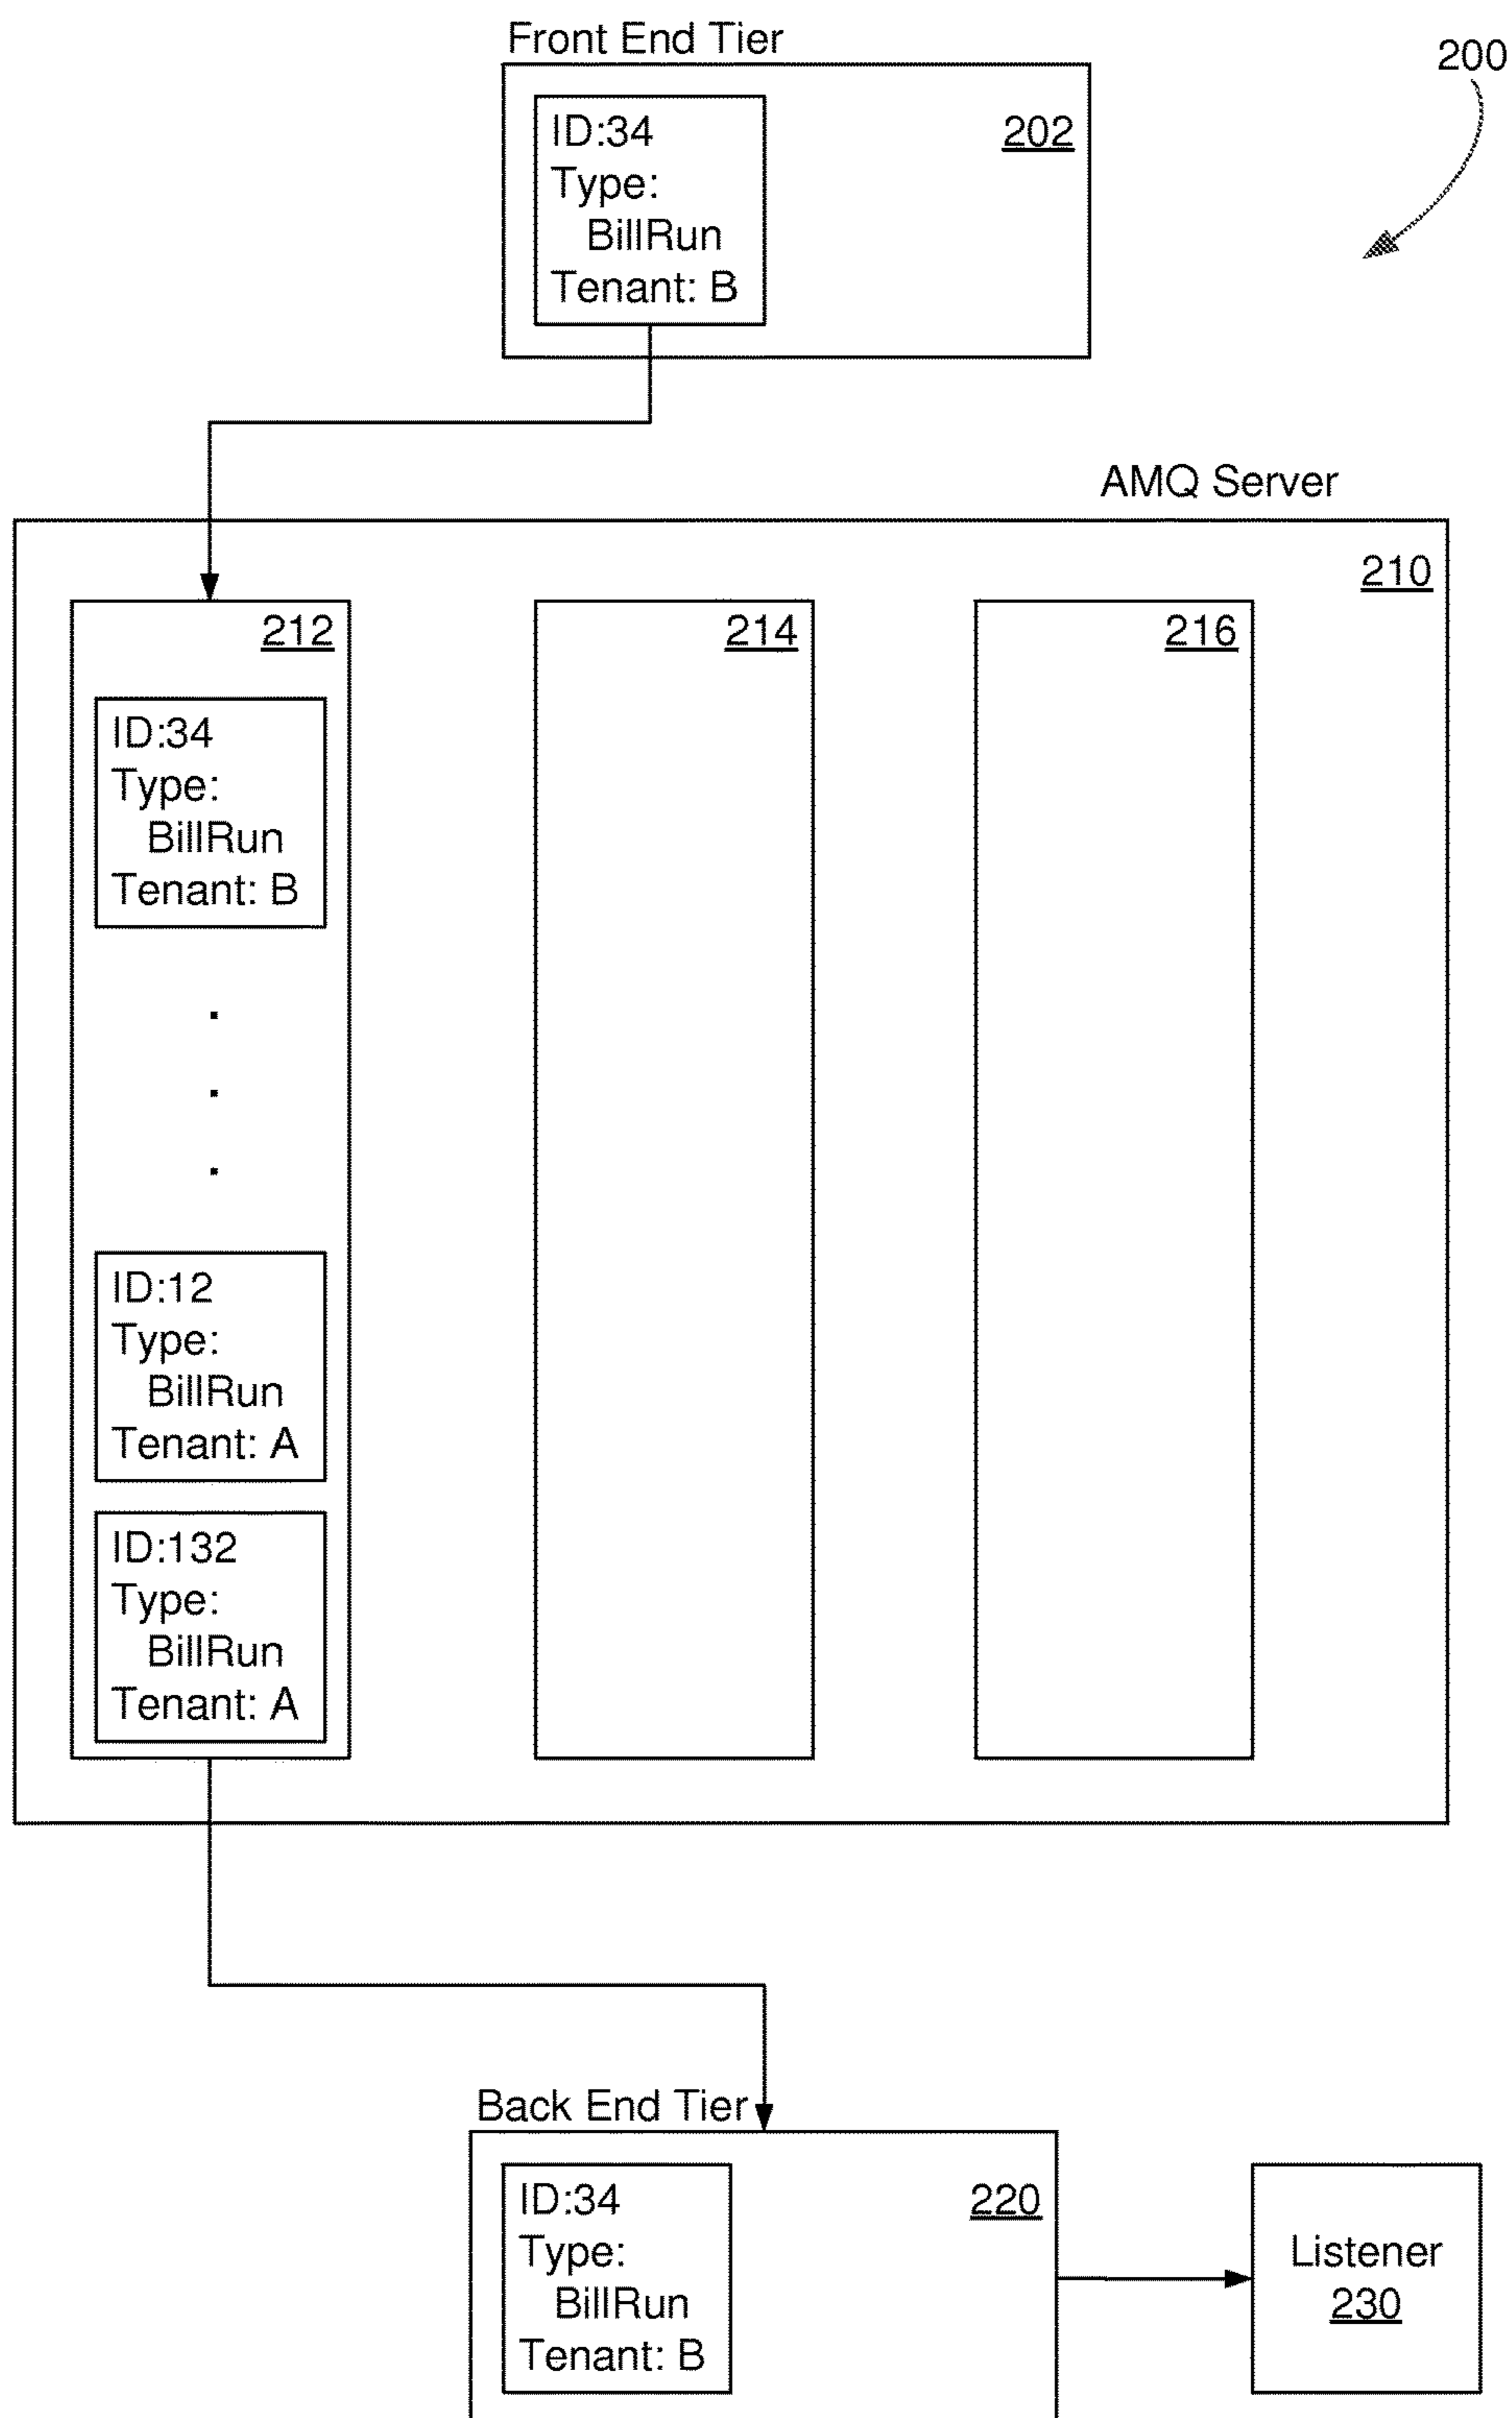 Front End Tier
200
ID:34
Type:
BillRun
Tenant: B
202
AMQ Server
210
212
214
216
ID:34
Type:
BillRun
Tenant: B
.
.
.
ID:12
Type:
BillRun
Tenant: A
ID:132
Type:
BillRun
Tenant: A
Back End Tier
ID:34
Type:
BillRun
Tenant: B
220
Listener
230